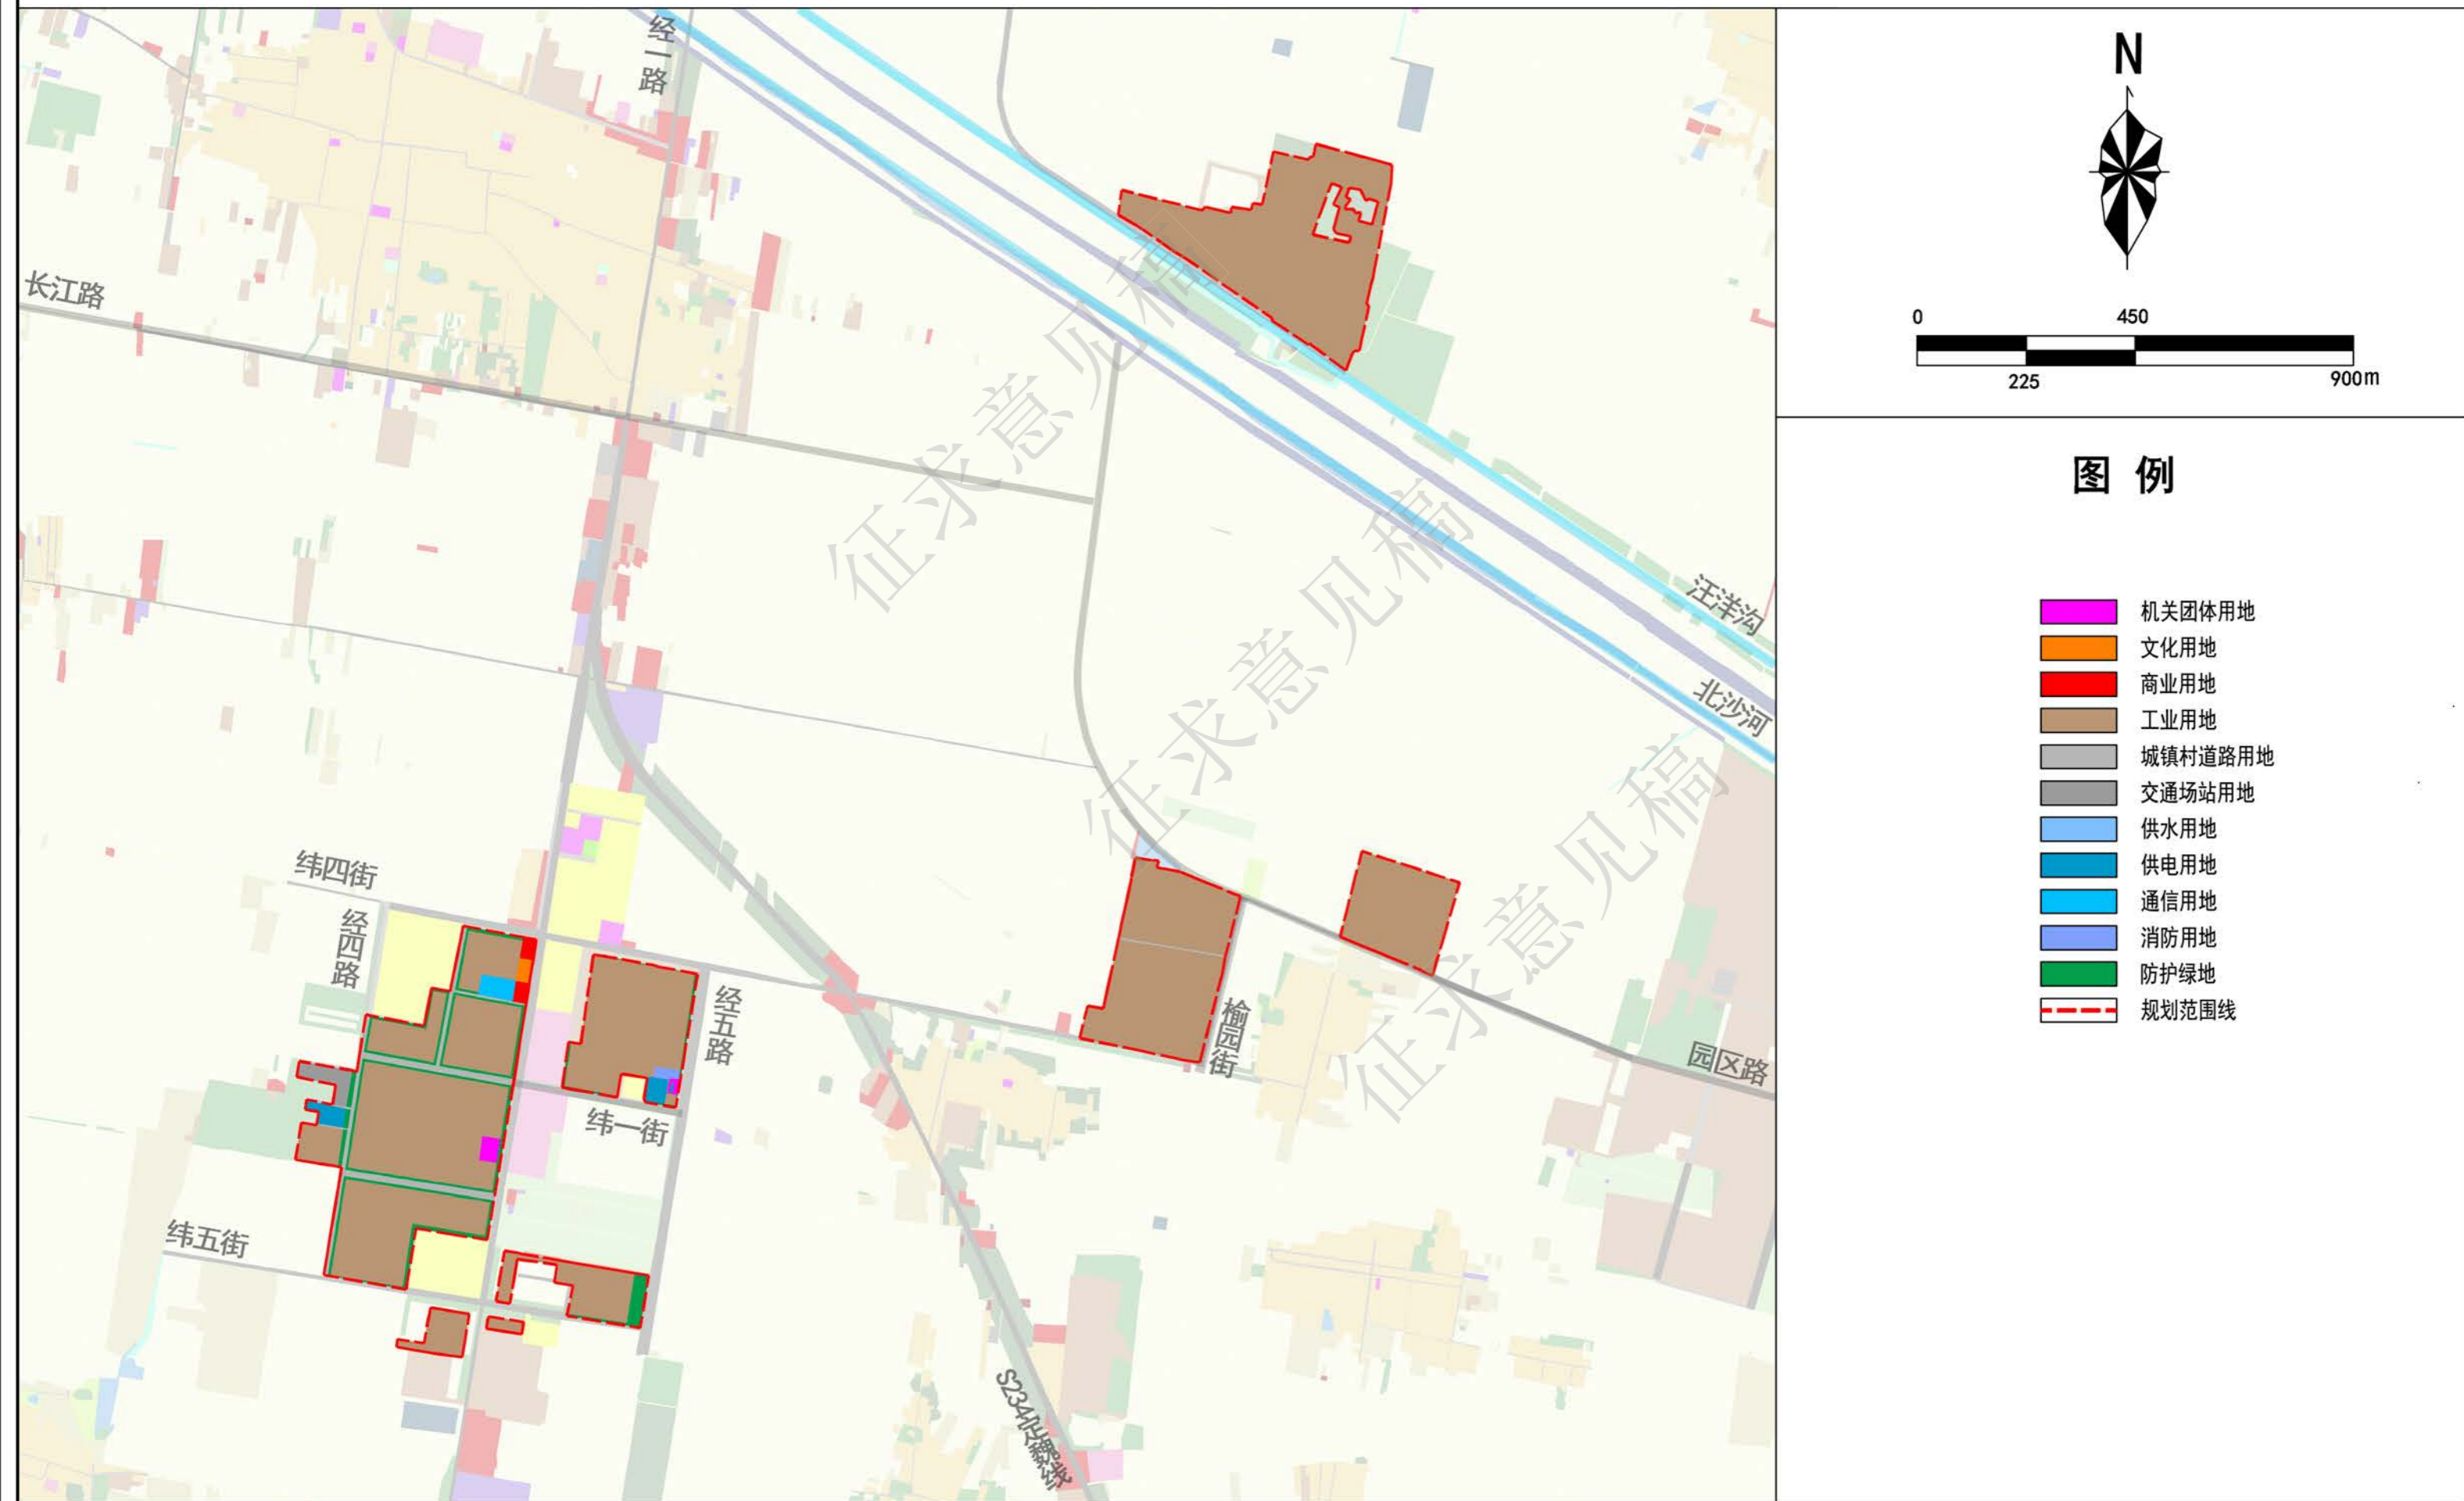 经一路
长江路
汪洋沟
北沙河
纬四街
经四路
经五路
榆园街
园区路
纬一街
纬五街
S234定魏线
征求意见稿
征求意见稿
征求意见稿
N
0 450
225 900m
图例
机关团体用地
文化用地
商业用地
工业用地
城镇村道路用地
交通场站用地
供水用地
供电用地
通信用地
消防用地
防护绿地
规划范围线